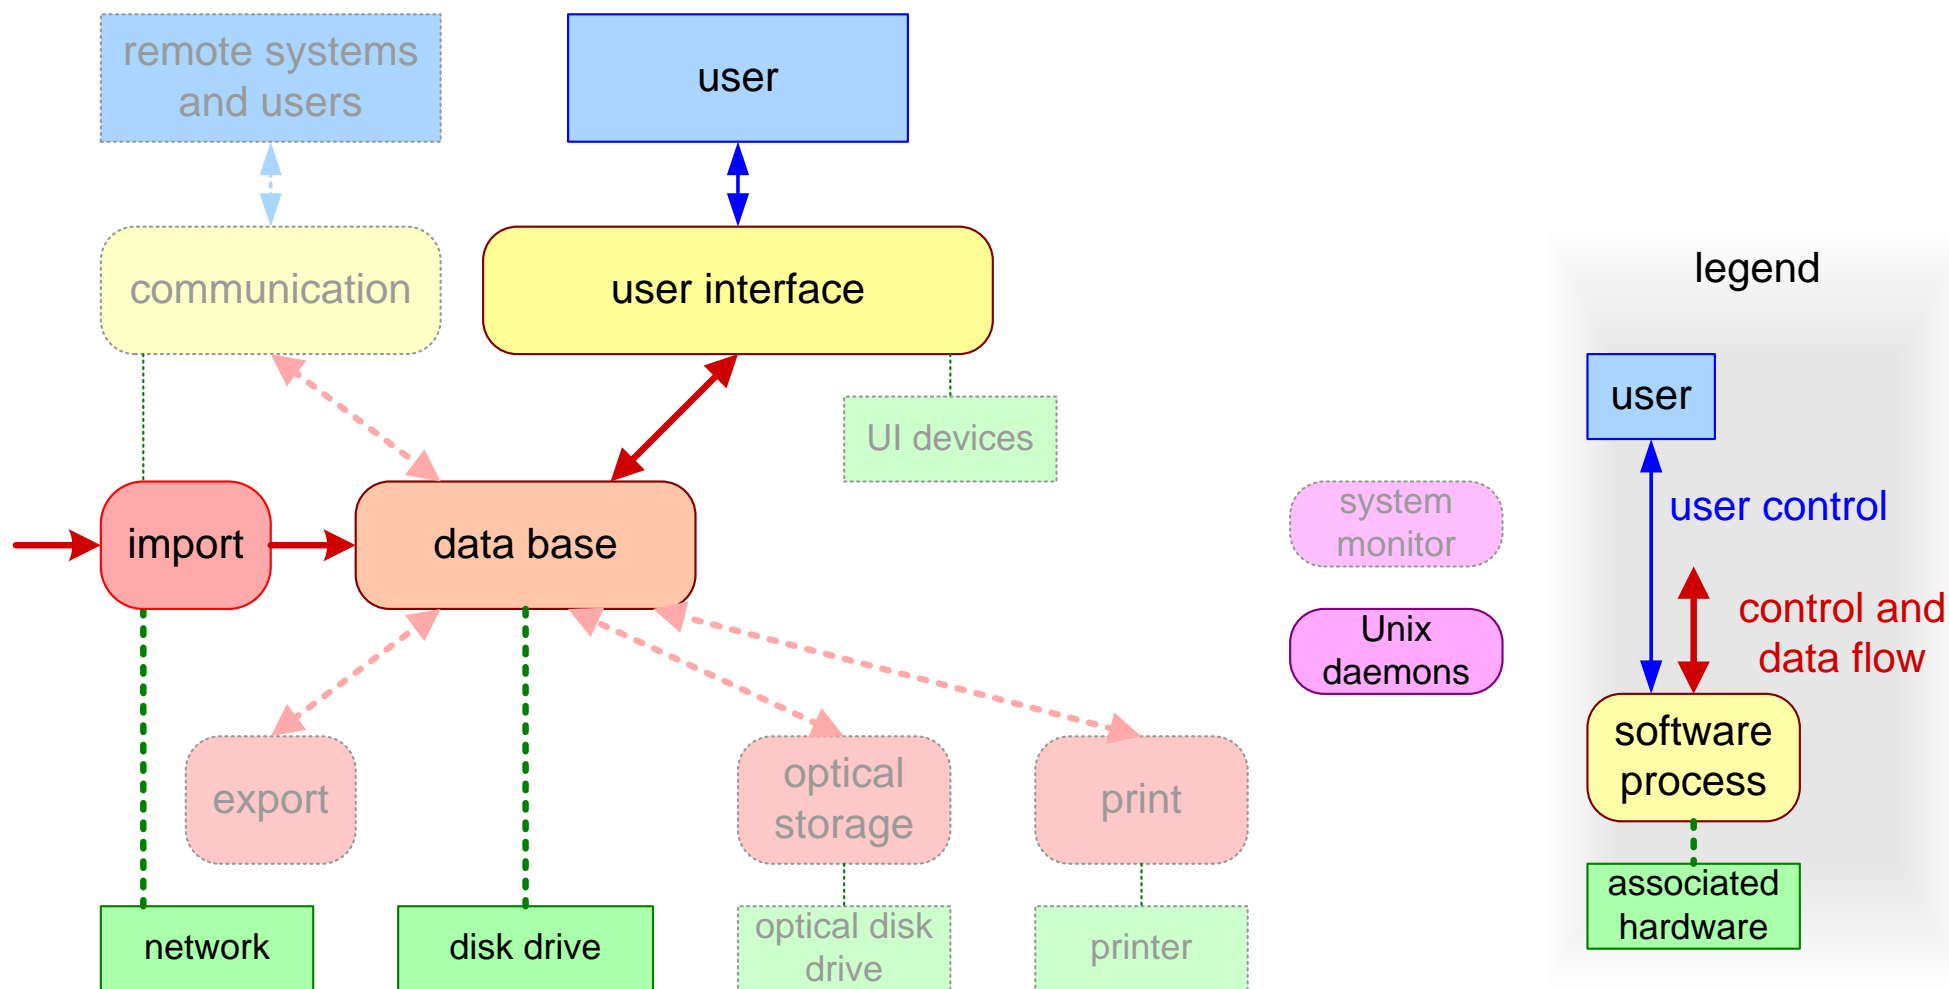 remote systems
and users
user
communication
user interface
legend
user
UI devices
system
monitor
user control
import
data base
control and
data flow
Unix
daemons
software
process
export
optical
storage
print
associated
hardware
network
disk drive
optical disk
drive
printer